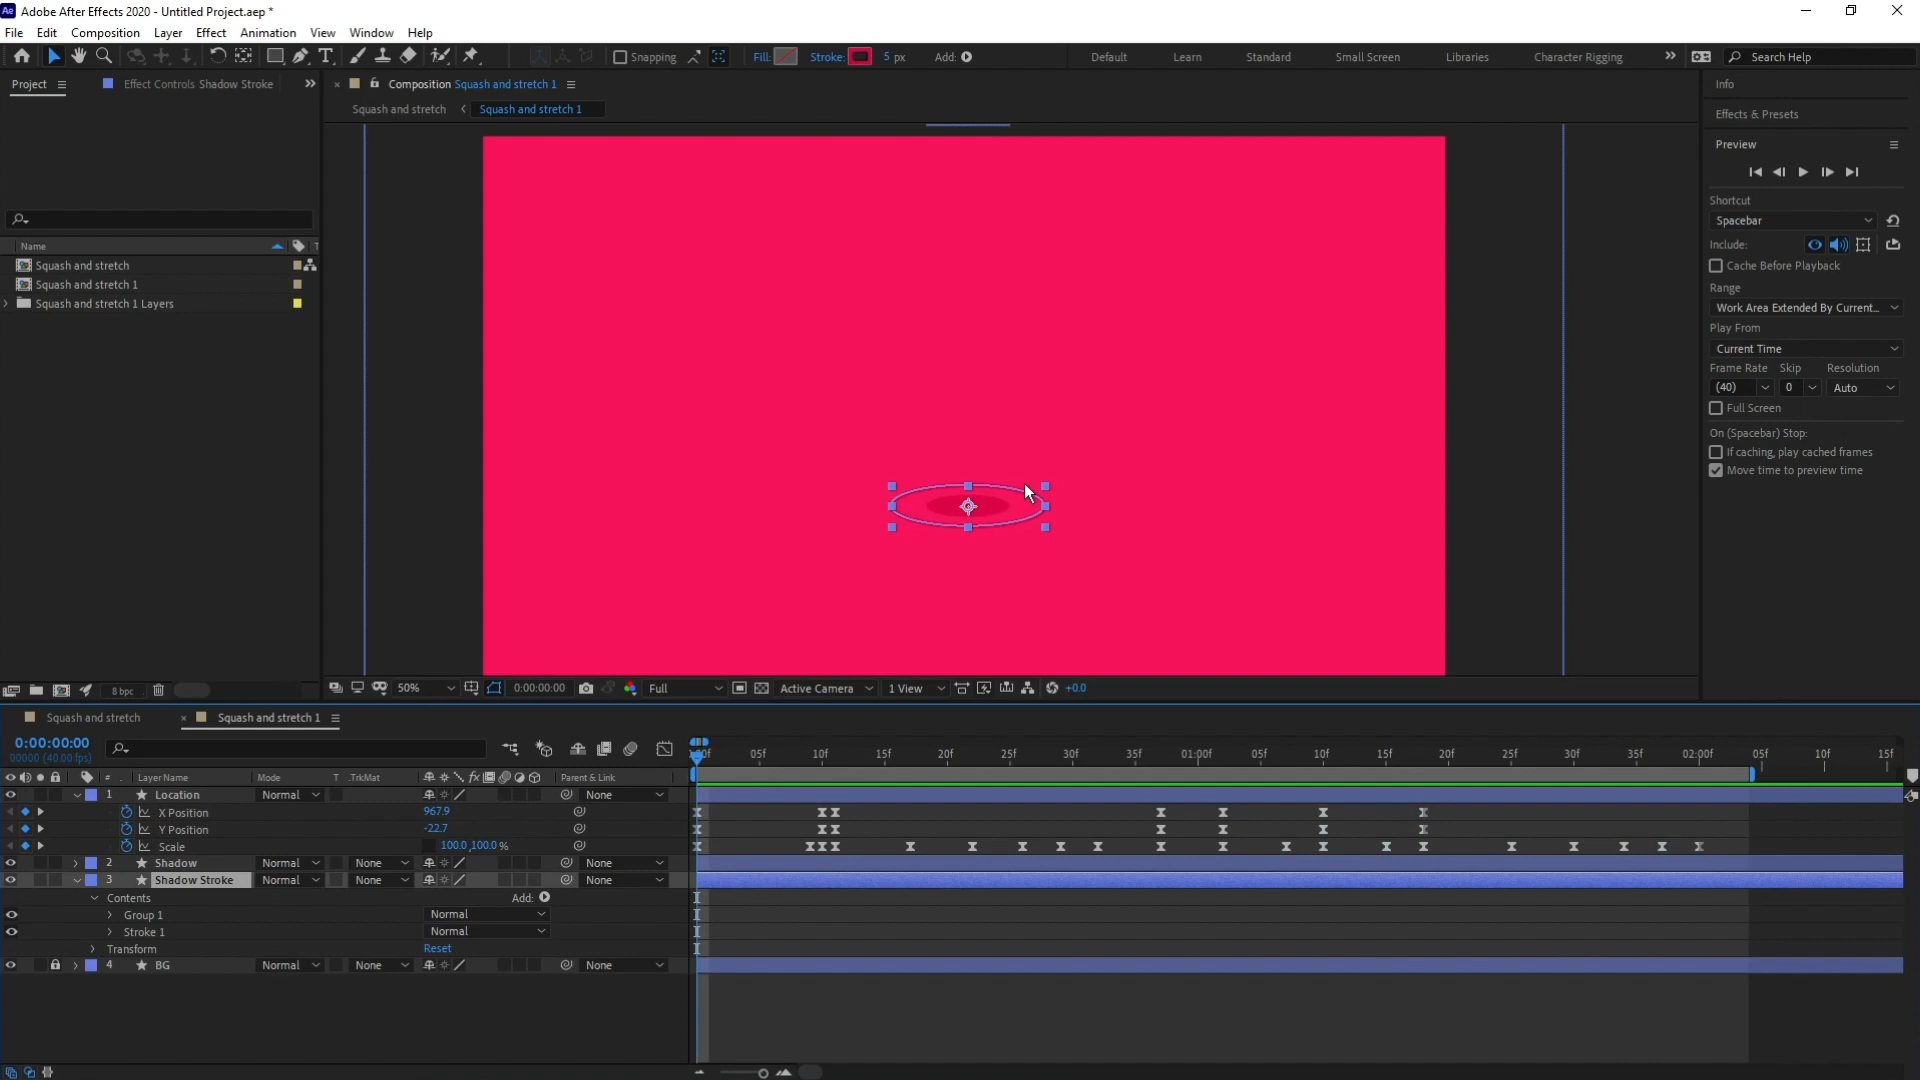 Ae Adobe After Effects 2020 - Untitled Project.aep *
File Edit Composition Layer Effect Animation View Window Help
Snapping Fill: Stroke: 5 px Add: Default Learn Standard Small Screen Libraries Character Rigging Search Help
Project Effect Controls Shadow Stroke
Composition Squash and stretch 1
Squash and stretch Squash and stretch 1
Name T
Squash and stretch
Squash and stretch 1
Squash and stretch 1 Layers
8 bpc
50% 0:00:00:00 Full Active Camera 1 View +0.0
Info
Effects & Presets
Preview
Shortcut
Spacebar
Include:
Cache Before Playback
Range
Work Area Extended By Current...
Play From
Current Time
Frame Rate Skip Resolution
(40) 0 Auto
Full Screen
On (Spacebar) Stop:
If caching, play cached frames
Move time to preview time
Squash and stretch Squash and stretch 1
0:00:00:00
00000 (40.00 fps)
05f 10f 15f 20f 25f 30f 35f 01:00f 05f 10f 15f 20f 25f 30f 35f 02:00f 05f 10f 15f
# Layer Name Mode T .TrkMat Parent & Link
1 Location Normal None
X Position 967.9
Y Position -22.7
Scale 100.0,100.0%
2 Shadow Normal None None
3 Shadow Stroke Normal None None
Contents Add:
Group 1 Normal
Stroke 1 Normal
Transform Reset
4 BG Normal None None